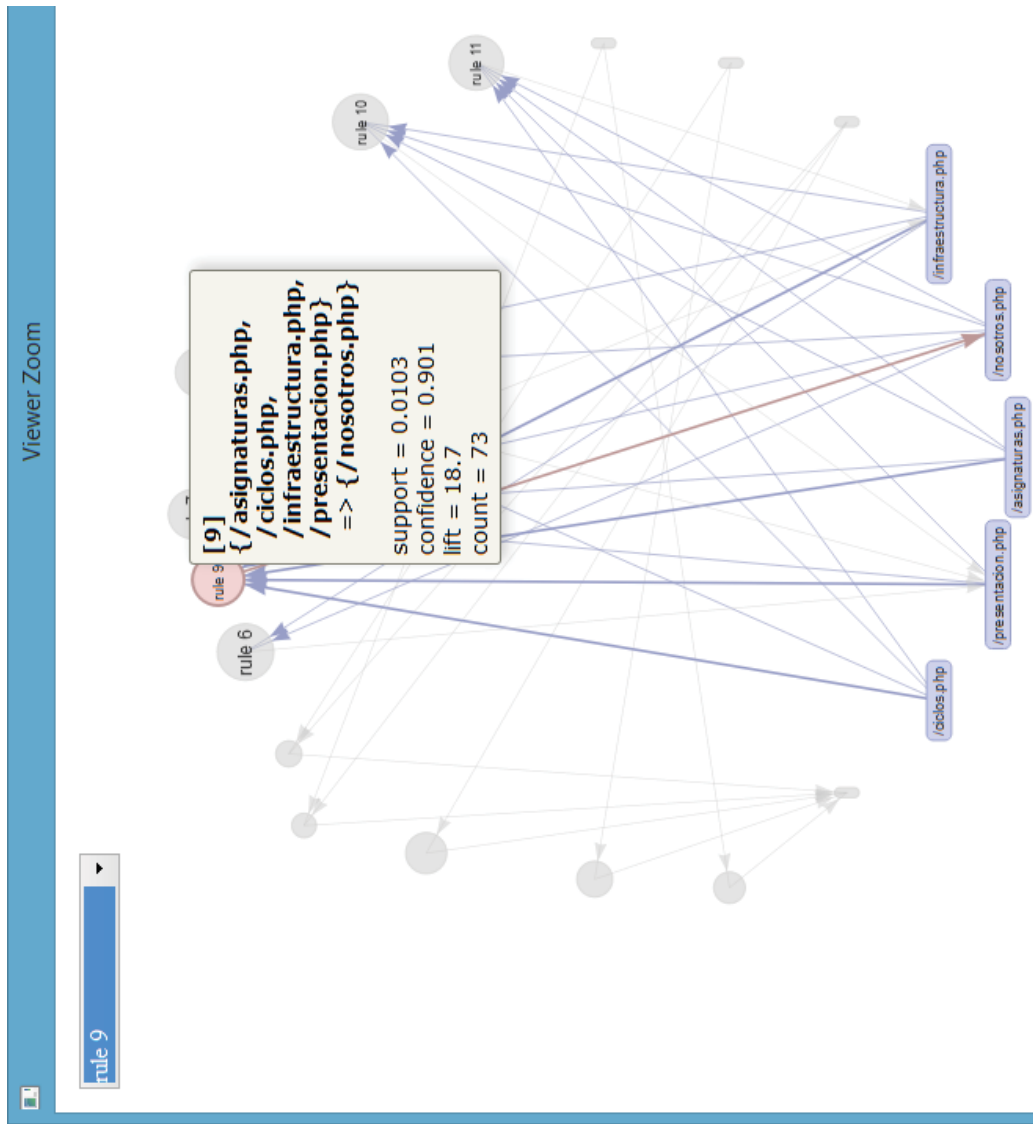 Viewer Zoom
rule 9
rule 6
rule 9
rule 10
rule 11
[9]
{/asignaturas.php,
/ciclos.php,
/infraestructura.php,
/presentacion.php}
=> {/nosotros.php}
support = 0.0103
confidence = 0.901
lift = 18.7
count = 73
/ciclos.php
/presentacion.php
/asignaturas.php
/nosotros.php
/infraestructura.php